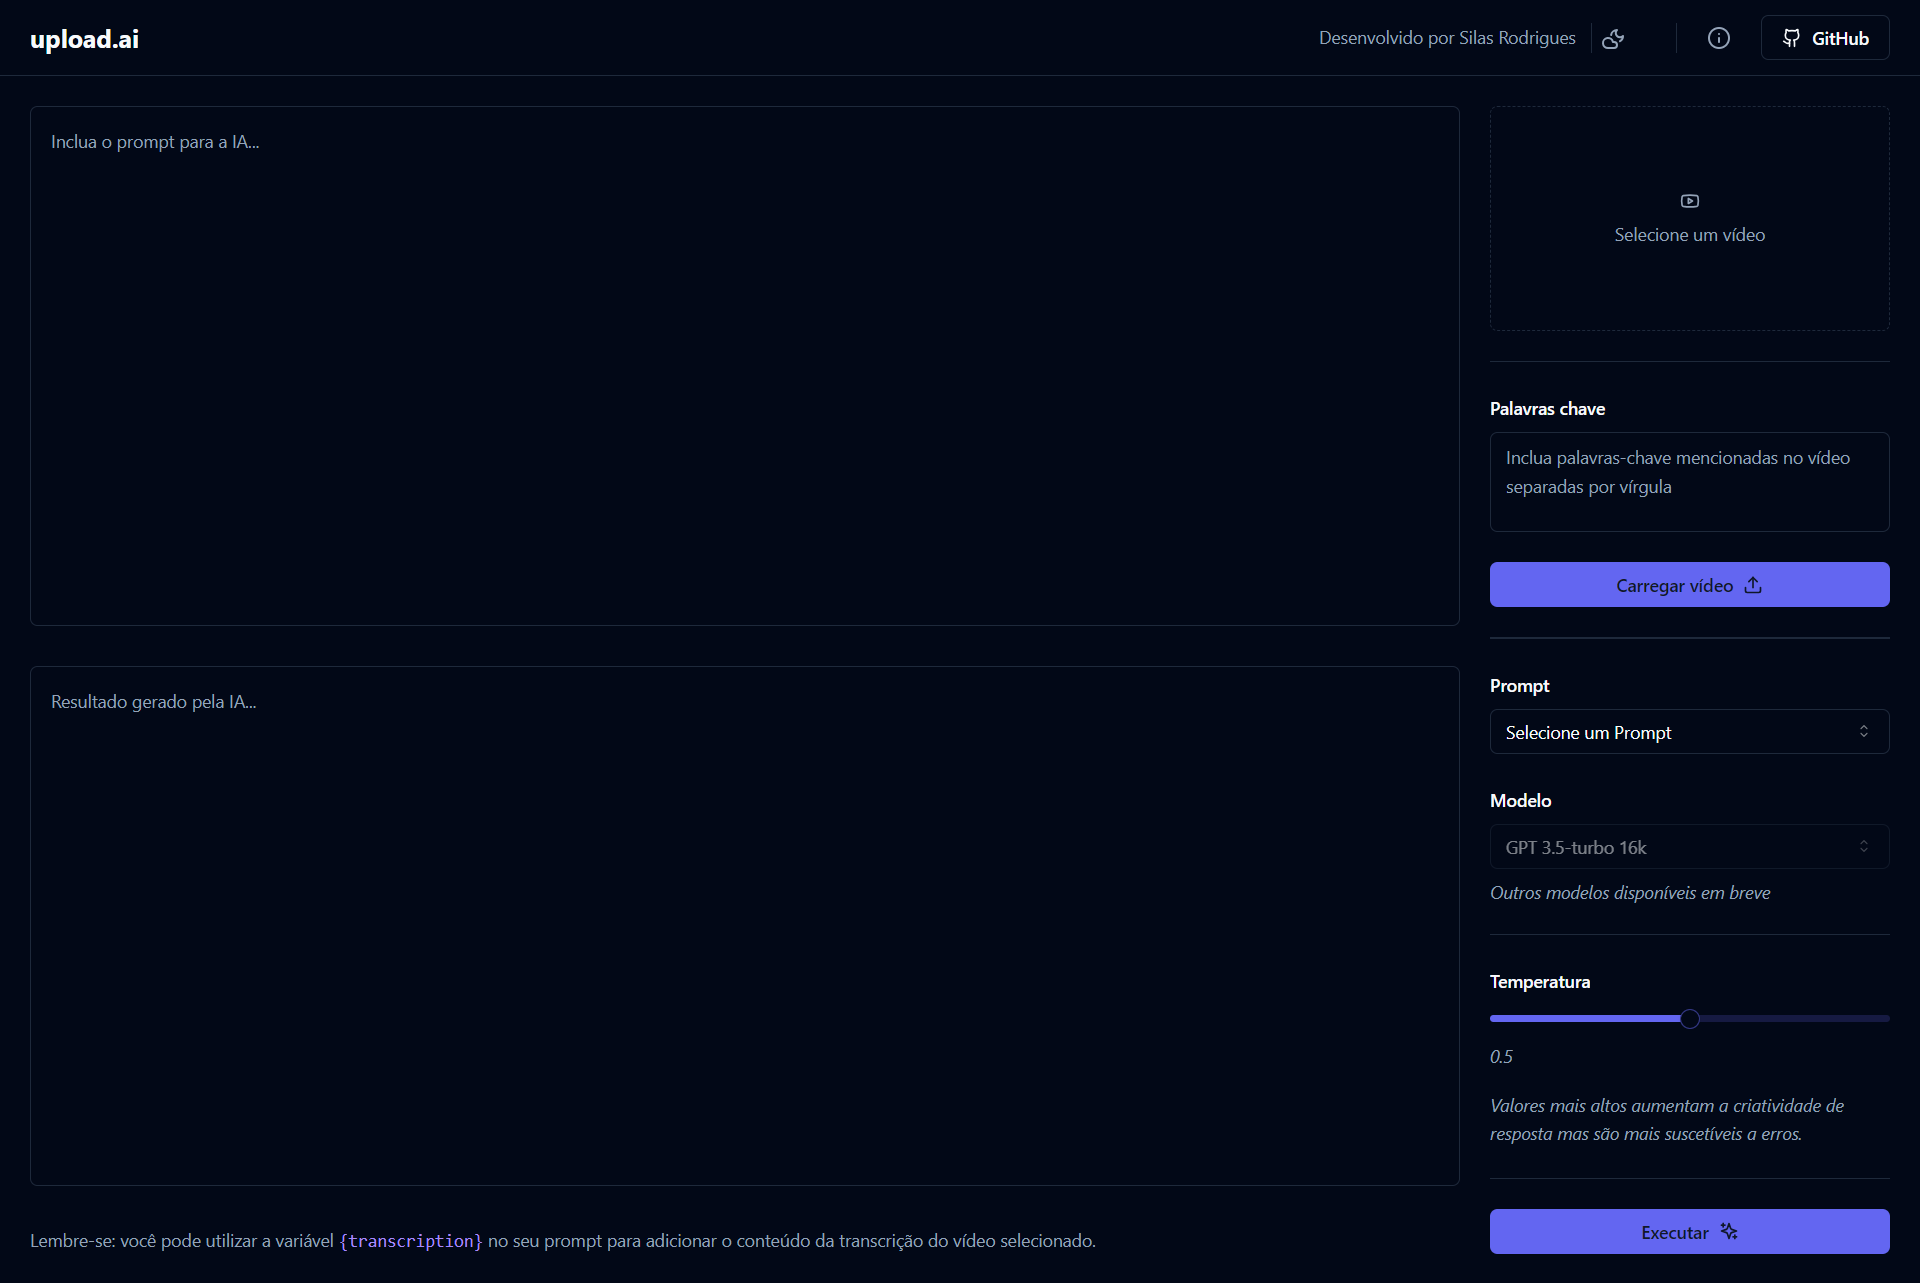 upload.ai
Desenvolvido por Silas Rodrigues
GitHub
Inclua o prompt para a IA...
Selecione um vídeo
Palavras chave
Inclua palavras-chave mencionadas no vídeo
separadas por vírgula
Carregar vídeo
Resultado gerado pela IA...
Prompt
Selecione um Prompt
Modelo
GPT 3.5-turbo 16k
Outros modelos disponíveis em breve
Temperatura
0.5
Valores mais altos aumentam a criatividade de
resposta mas são mais suscetíveis a erros.
Executar
Lembre-se: você pode utilizar a variável {transcription} no seu prompt para adicionar o conteúdo da transcrição do vídeo selecionado.